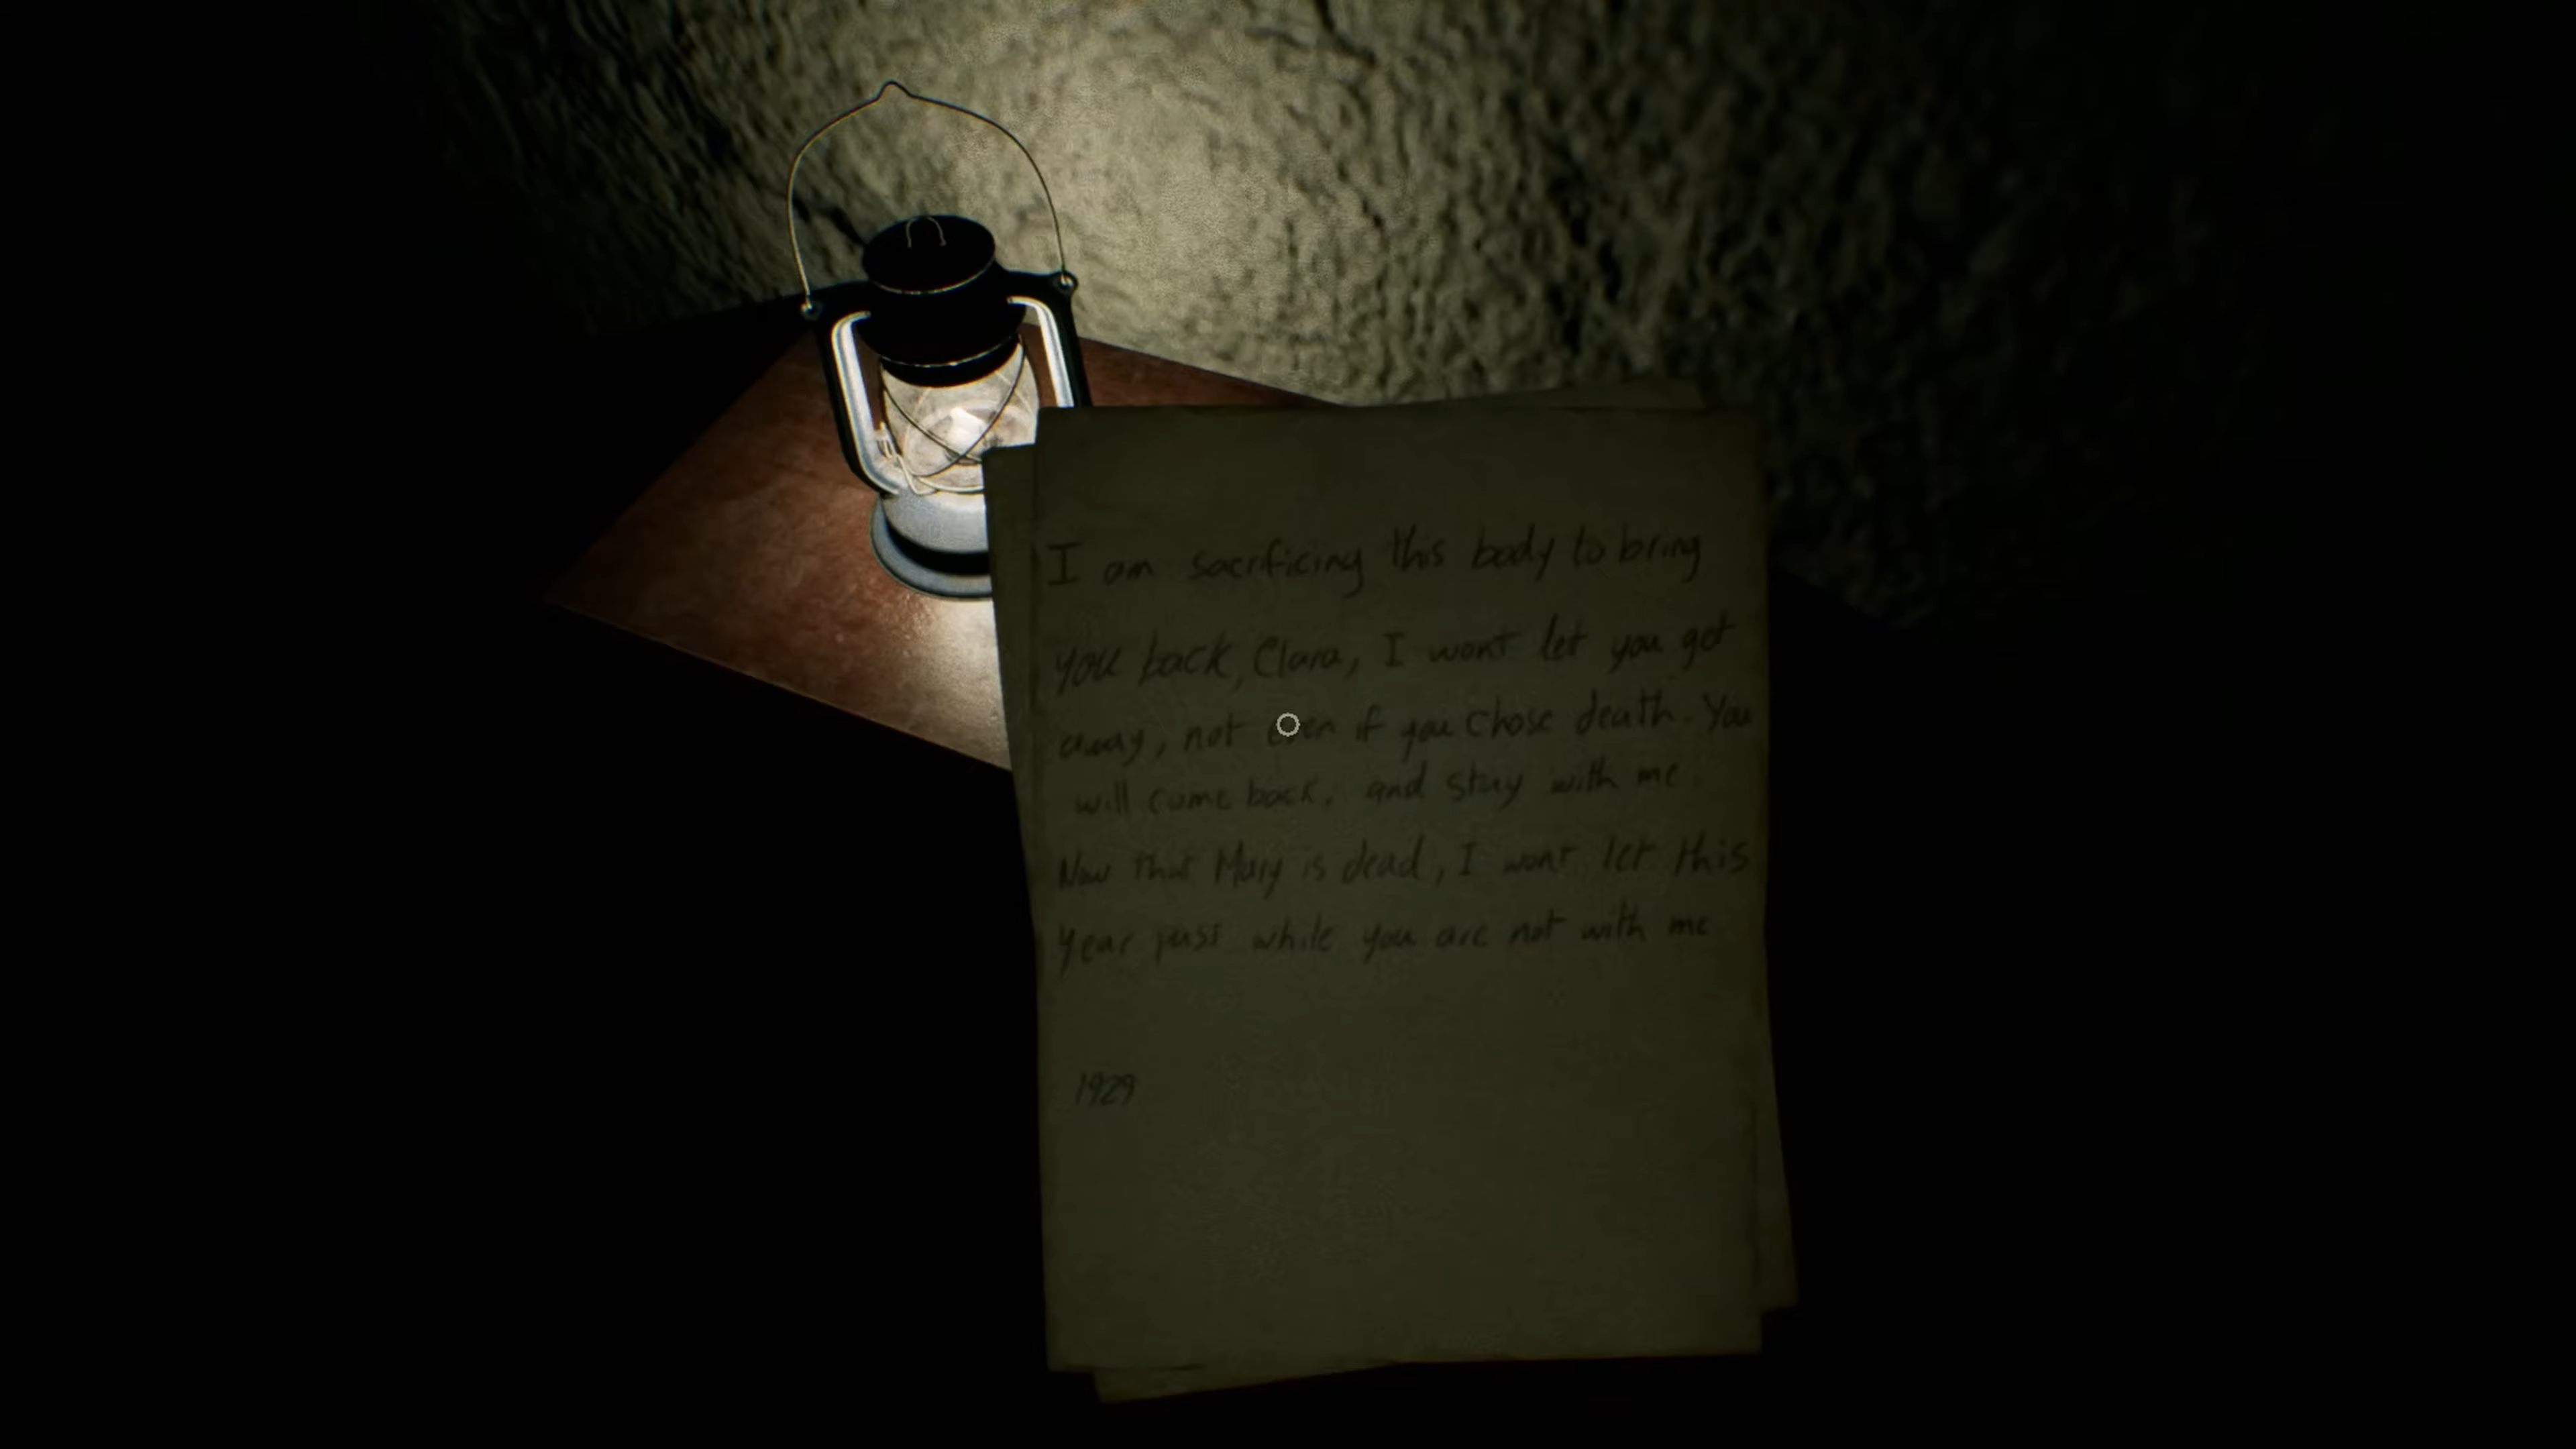 I am sacrificing this body to bring
you back, Clara, I wont let you get
away, not even if you chose death. You
will come back, and stay with me.
Now that Mary is dead, I wont let this
year pass while you are not with me
1929